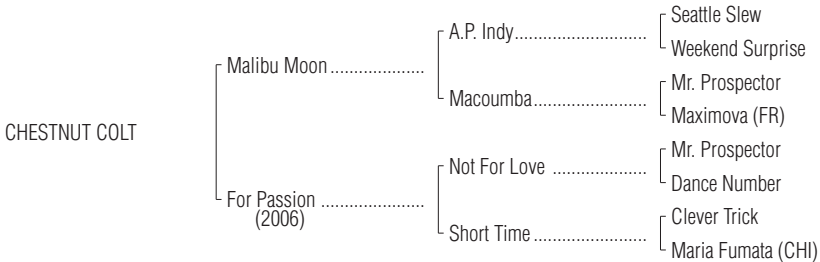 Seattle Slew
A.P. Indy..............................
Weekend Surprise
Malibu Moon .....................
Mr. Prospector
Macoumba..........................
Maximova (FR)
CHESTNUT COLT
Mr. Prospector
Not For Love .....................
Dance Number
For Passion .......................
(2006)
Clever Trick
Short Time..........................
Maria Fumata (CHI)